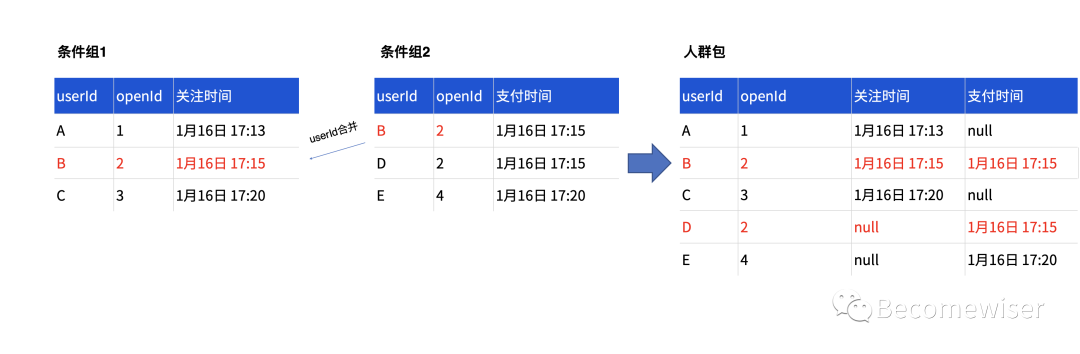 条件组1
userId openId 关注时间
A 1 1月16日 17:13
B 2 1月16日 17:15
C 3 1月16日 17:20
userId合并
条件组2
userId openId 支付时间
B 2 1月16日 17:15
D 2 1月16日 17:15
E 4 1月16日 17:20
人群包
userId openId 关注时间 支付时间
A 1 1月16日 17:13 null
B 2 1月16日 17:15 1月16日 17:15
C 3 1月16日 17:20 null
D 2 null 1月16日 17:15
E 4 null 1月16日 17:20
Becomewiser